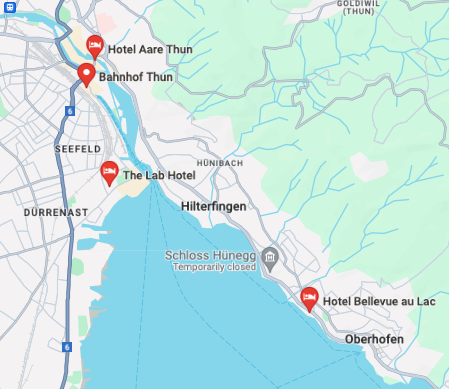 GOLDIWIL
(THUN)
Hotel Aare Thun
Bahnhof Thun
6
SEEFELD
HÜNIBACH
The Lab Hotel
DÜRRENAST
Hilterfingen
Schloss Hünegg
Temporarily closed
Hotel Bellevue au Lac
Oberhofen
6